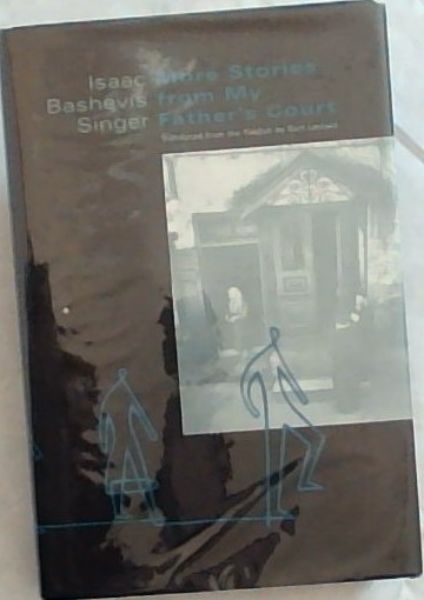 Isaac More Stories
Bashevis from My
Singer Father's Court
Translated from the Yiddish by Curt Leviant